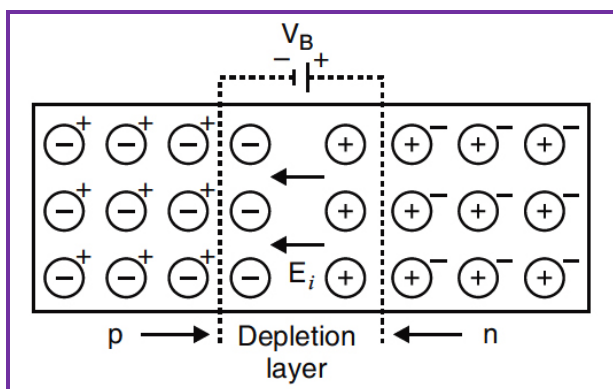 V_B
− +
− + − + − + − + + − + − + −
− + − + − + − + + − + − + −
− + − + − + − + + − + − + −
E_i
p Depletion n
layer